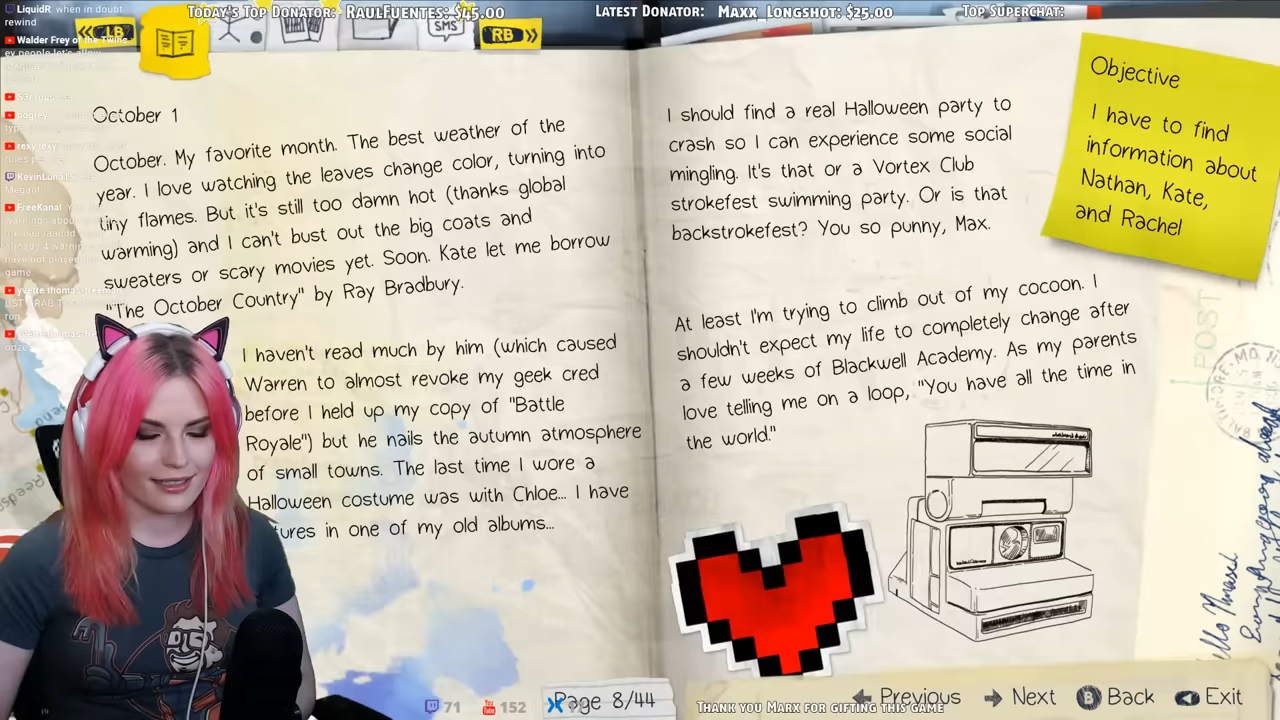 Today's Top Donator: RaulFuentes: $45.00
Latest Donator: Maxx_Longshot: $25.00
Top Superchat:
LB
SMS
RB
LiquidR: when in doubt
rewind
Walder Frey of the Twins
KevinLuna15
FreeKanal
game.
run
October 1
October. My favorite month. The best weather of the
year. I love watching the leaves change color, turning into
tiny flames. But it's still too damn hot (thanks global
warming) and I can't bust out the big coats and
sweaters or scary movies yet. Soon. Kate let me borrow
"The October Country" by Ray Bradbury.
I haven't read much by him (which caused
Warren to almost revoke my geek cred
before I held up my copy of "Battle
Royale") but he nails the autumn atmosphere
of small towns. The last time I wore a
Halloween costume was with Chloe... I have
in one of my old albums...
I should find a real Halloween party to
crash so I can experience some social
mingling. It's that or a Vortex Club
strokefest swimming party. Or is that
backstrokefest? You so punny, Max.
At least I'm trying to climb out of my cocoon. I
shouldn't expect my life to completely change after
a few weeks of Blackwell Academy. As my parents
love telling me on a loop, "You have all the time in
the world."
Objective
I have to find
information about
Nathan, Kate,
and Rachel
POST
71
152
Page 8/44
Previous
Next
B Back
Exit
Thank you Marx for gifting this game